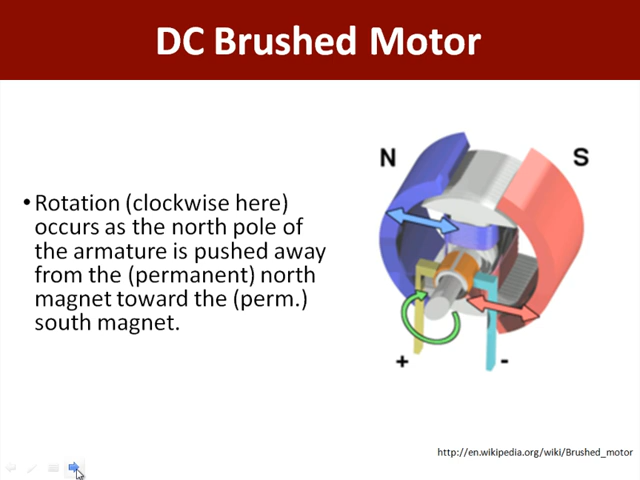 DC Brushed Motor
• Rotation (clockwise here)
occurs as the north pole of
the armature is pushed away
from the (permanent) north
magnet toward the (perm.)
south magnet.
N
S
+
-
http://en.wikipedia.org/wiki/Brushed_motor